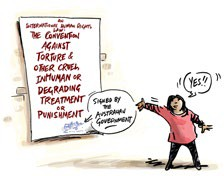 AN
INTERNATIONAL HUMAN RIGHTS
LAW:
THE CONVENTION
AGAINST
TORTURE &
OTHER CRUEL,
INHUMAN OR
DEGRADING
TREATMENT
OR
PUNISHMENT
SIGNED BY
THE
AUSTRALIAN
GOVERNMENT
YES!!